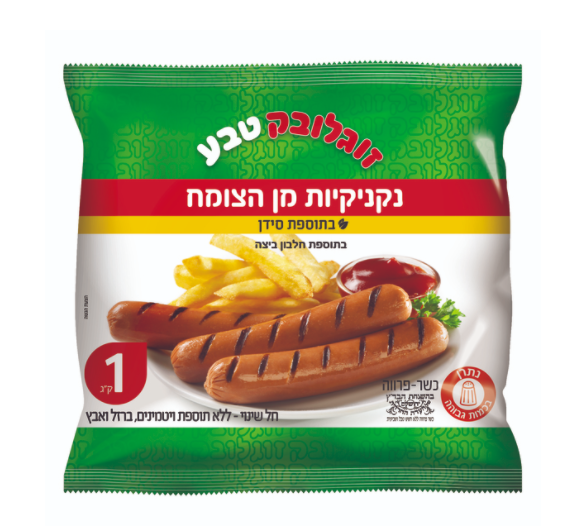 זוגלובק טבע
נקניקיות מן הצומח
בתוספת סידן
בתוספת חלבון ביצה
1
ק"ג
כשר-פרווה
נתרן
בכמות גבוהה
חל שינוי - ללא תוספת ויטמינים, ברזל ואבץ